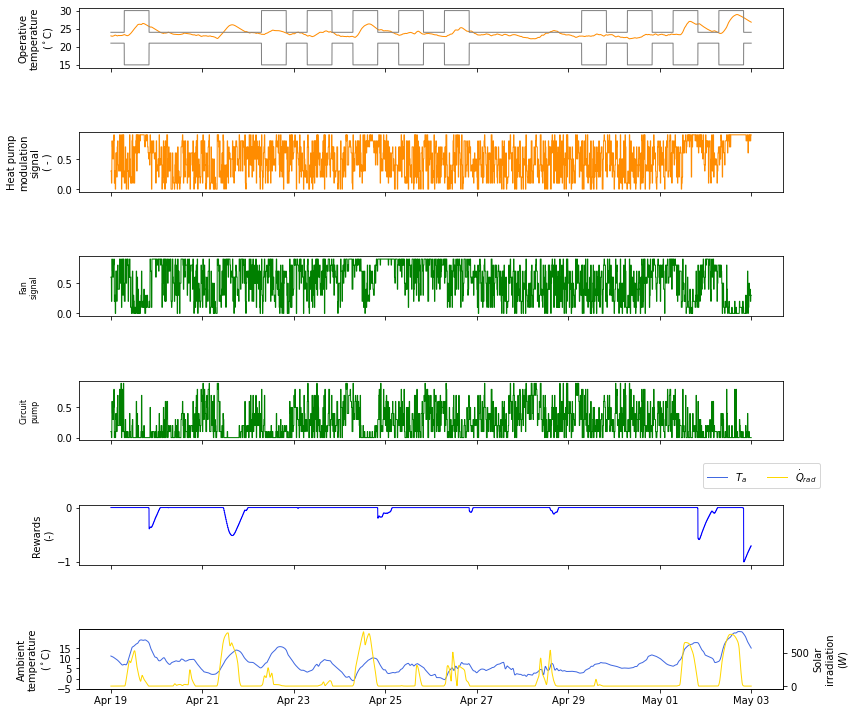 Operative
temperature
(°C)
30
25
20
15
Heat pump
modulation
signal
( - )
0.5
0.0
Fan
signal
0.5
0.0
Circuit
pump
0.5
0.0
T_a Q̇_rad
Rewards
(-)
0
−1
Ambient
temperature
(°C)
15
10
5
0
−5
500
0
Solar
irradiation
(W)
Apr 19 Apr 21 Apr 23 Apr 25 Apr 27 Apr 29 May 01 May 03